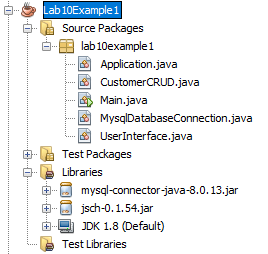 Lab10Example1
Source Packages
lab10example1
Application.java
CustomerCRUD.java
Main.java
MysqlDatabaseConnection.java
UserInterface.java
Test Packages
Libraries
mysql-connector-java-8.0.13.jar
jsch-0.1.54.jar
JDK 1.8 (Default)
Test Libraries